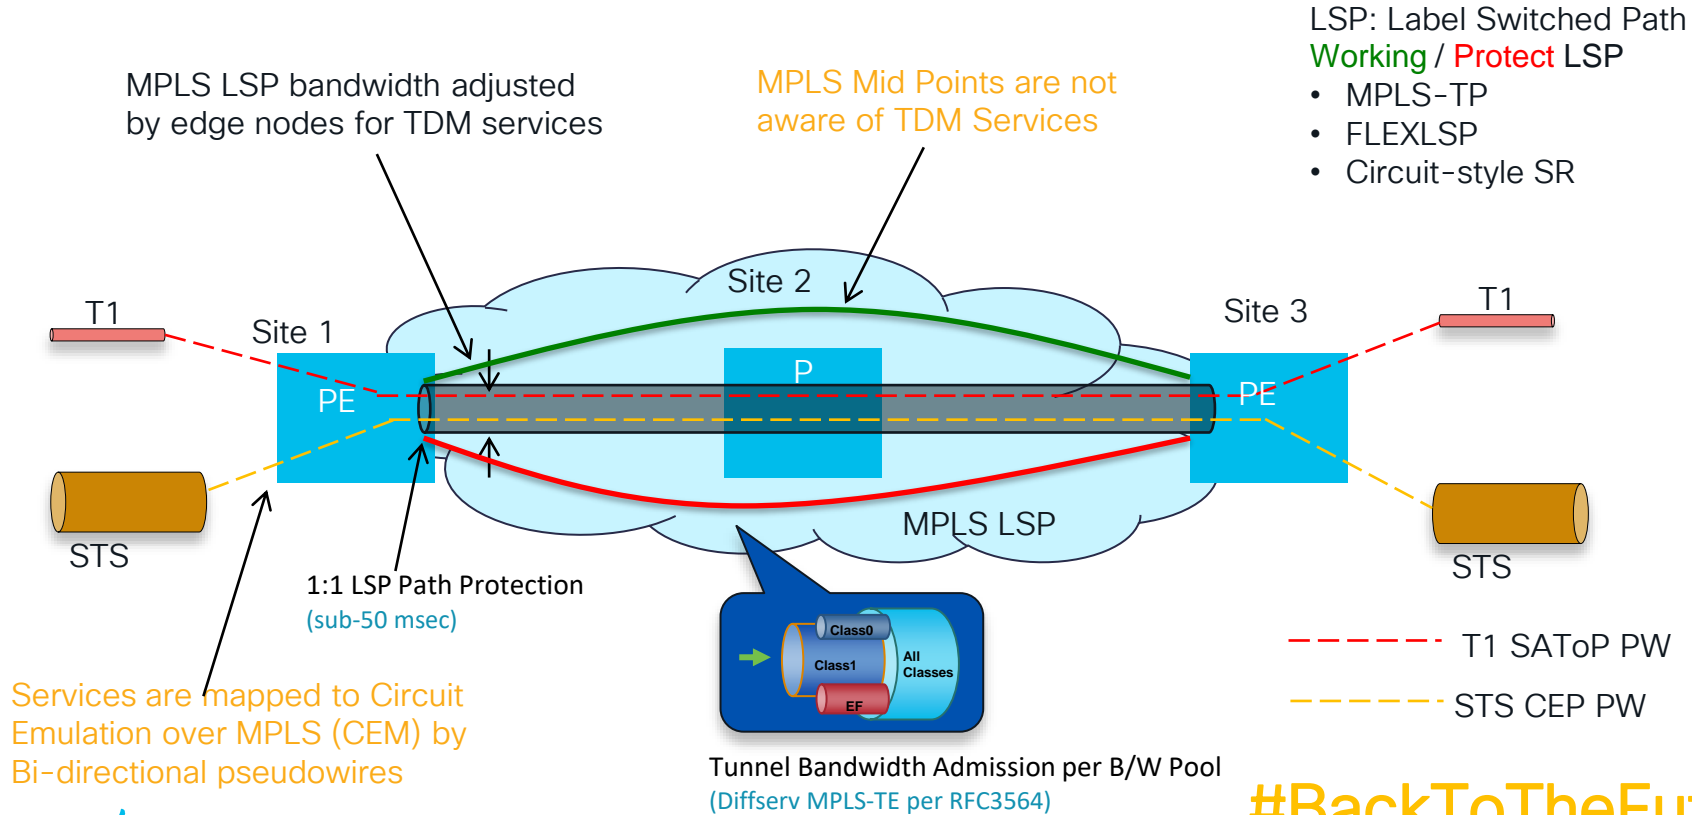 LSP: Label Switched Path
Working / Protect LSP
• MPLS-TP
• FLEXLSP
• Circuit-style SR
MPLS LSP bandwidth adjusted
by edge nodes for TDM services
MPLS Mid Points are not
aware of TDM Services
Site 2
T1
Site 1
Site 3
T1
PE
P
PE
STS
MPLS LSP
STS
1:1 LSP Path Protection
(sub-50 msec)
Class0
Class1
All
Classes
EF
T1 SAToP PW
STS CEP PW
Services are mapped to Circuit
Emulation over MPLS (CEM) by
Bi-directional pseudowires
Tunnel Bandwidth Admission per B/W Pool
(Diffserv MPLS-TE per RFC3564)